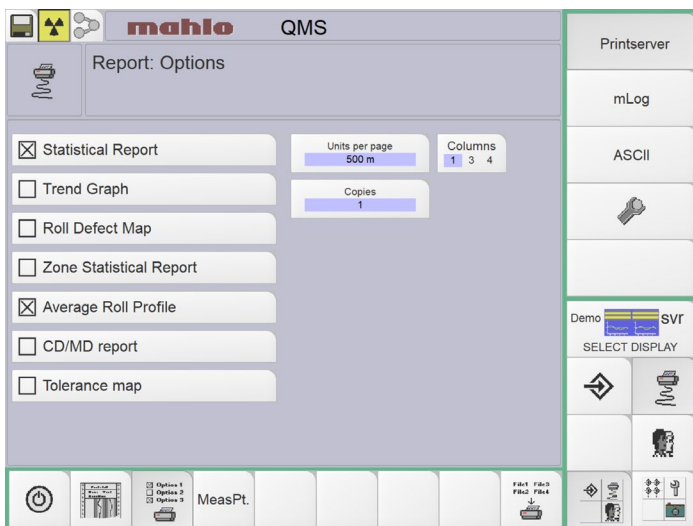 mahlo QMS
Report: Options
Printserver
mLog
ASCII
Statistical Report
Trend Graph
Roll Defect Map
Zone Statistical Report
Average Roll Profile
CD/MD report
Tolerance map
Units per page
500 m
Columns
1 3 4
Copies
1
Demo svr
SELECT DISPLAY
Option 1
Option 2
Option 3
MeasPt.
File1 File3
File2 File4